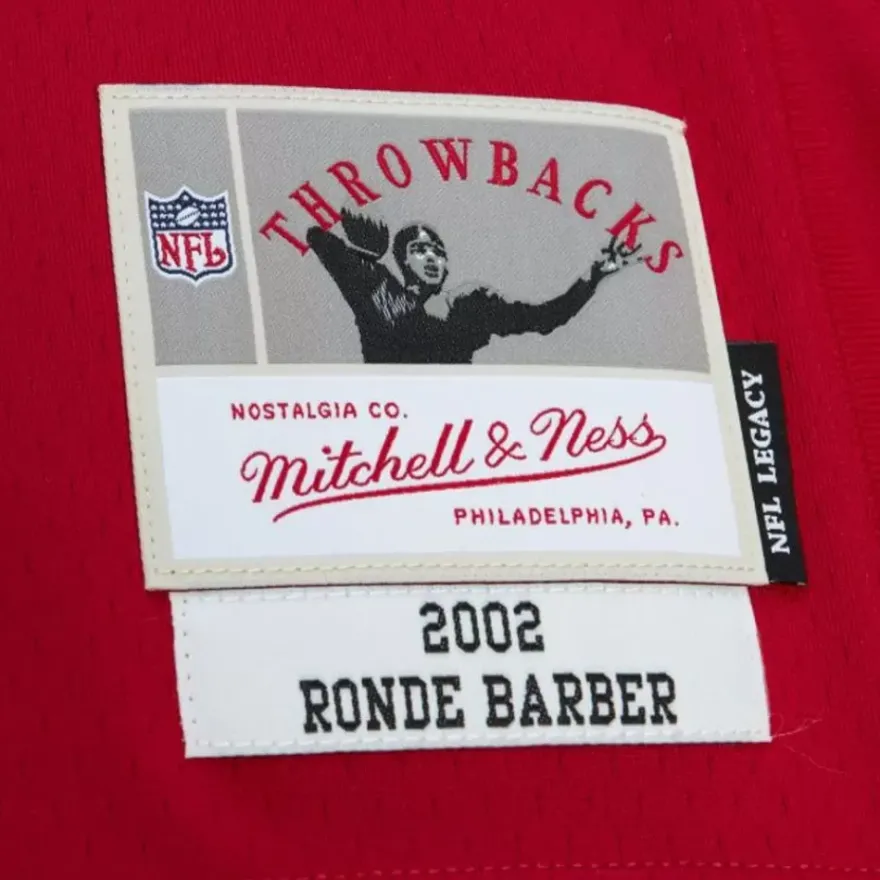 THROWBACKS
NFL
NOSTALGIA CO.
Mitchell & Ness
PHILADELPHIA, PA.
NFL LEGACY
2002
RONDE BARBER